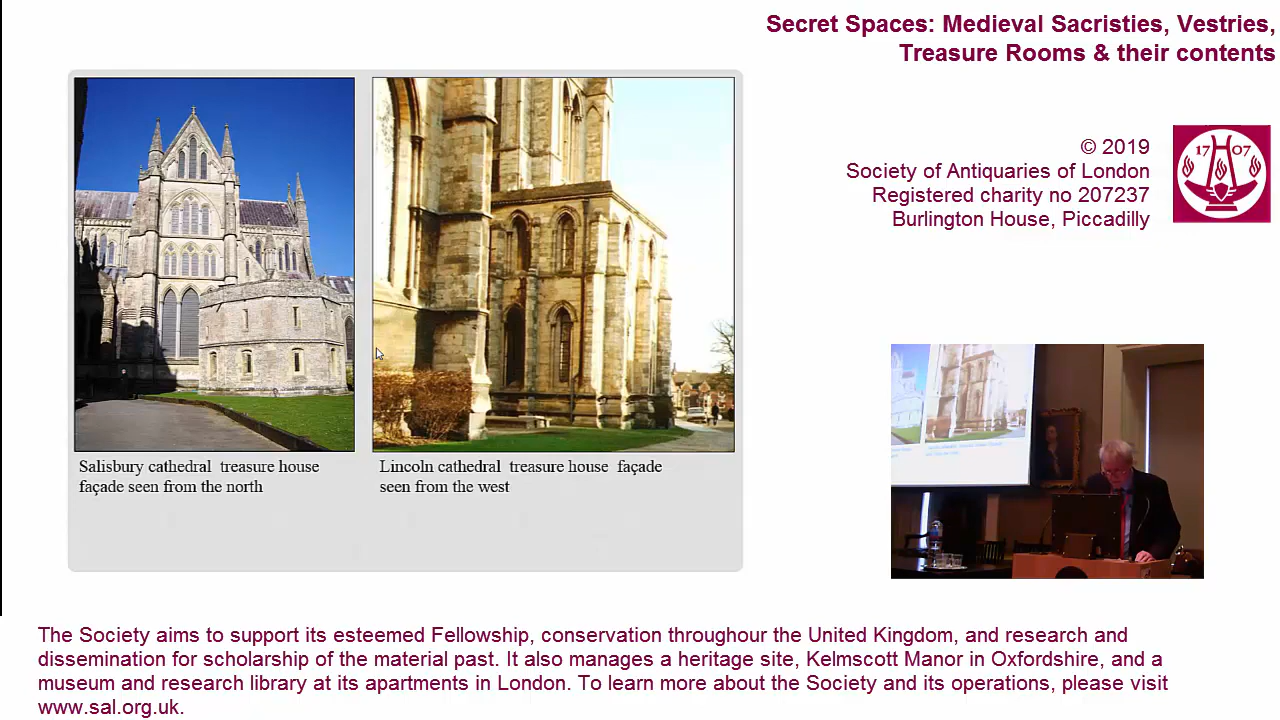 Secret Spaces: Medieval Sacristies, Vestries,
Treasure Rooms & their contents
© 2019
Society of Antiquaries of London
Registered charity no 207237
Burlington House, Piccadilly
17 07
Salisbury cathedral treasure house
façade seen from the north
Lincoln cathedral treasure house façade
seen from the west
The Society aims to support its esteemed Fellowship, conservation throughour the United Kingdom, and research and
dissemination for scholarship of the material past. It also manages a heritage site, Kelmscott Manor in Oxfordshire, and a
museum and research library at its apartments in London. To learn more about the Society and its operations, please visit
www.sal.org.uk.